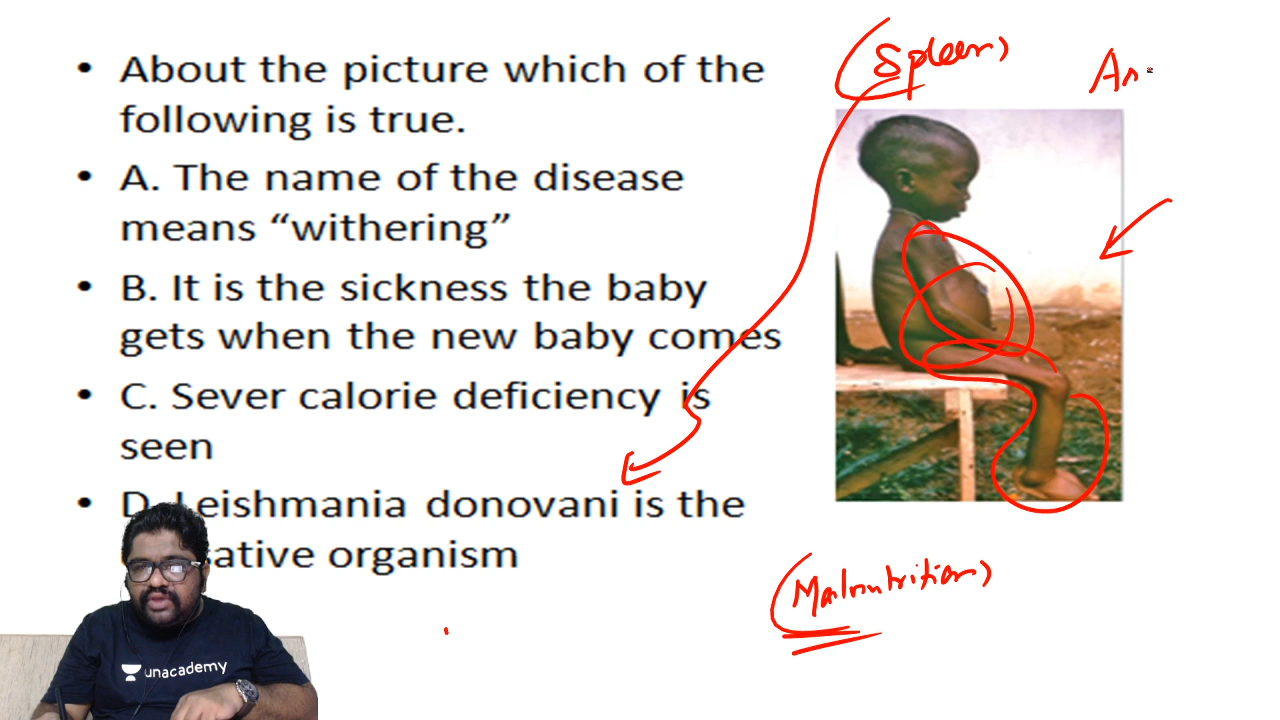 • About the picture which of the
following is true.
• A. The name of the disease
means “withering”
• B. It is the sickness the baby
gets when the new baby comes
• C. Sever calorie deficiency is
seen
• D. Leishmania donovani is the
ative organism
(Spleen)
An
(Malnutrition)
unacademy